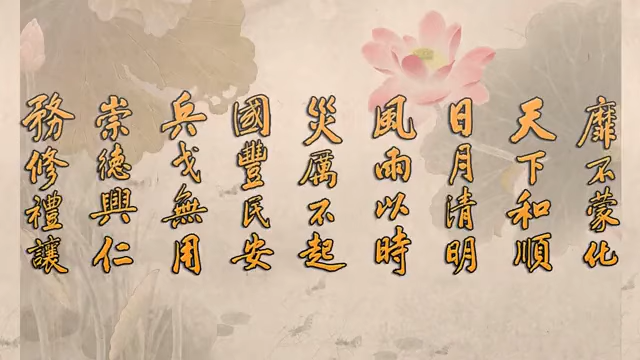 靡不蒙化
天下和順
日月清明
風雨以時
災厲不起
國豐民安
兵戈無用
崇德興仁
務修禮讓